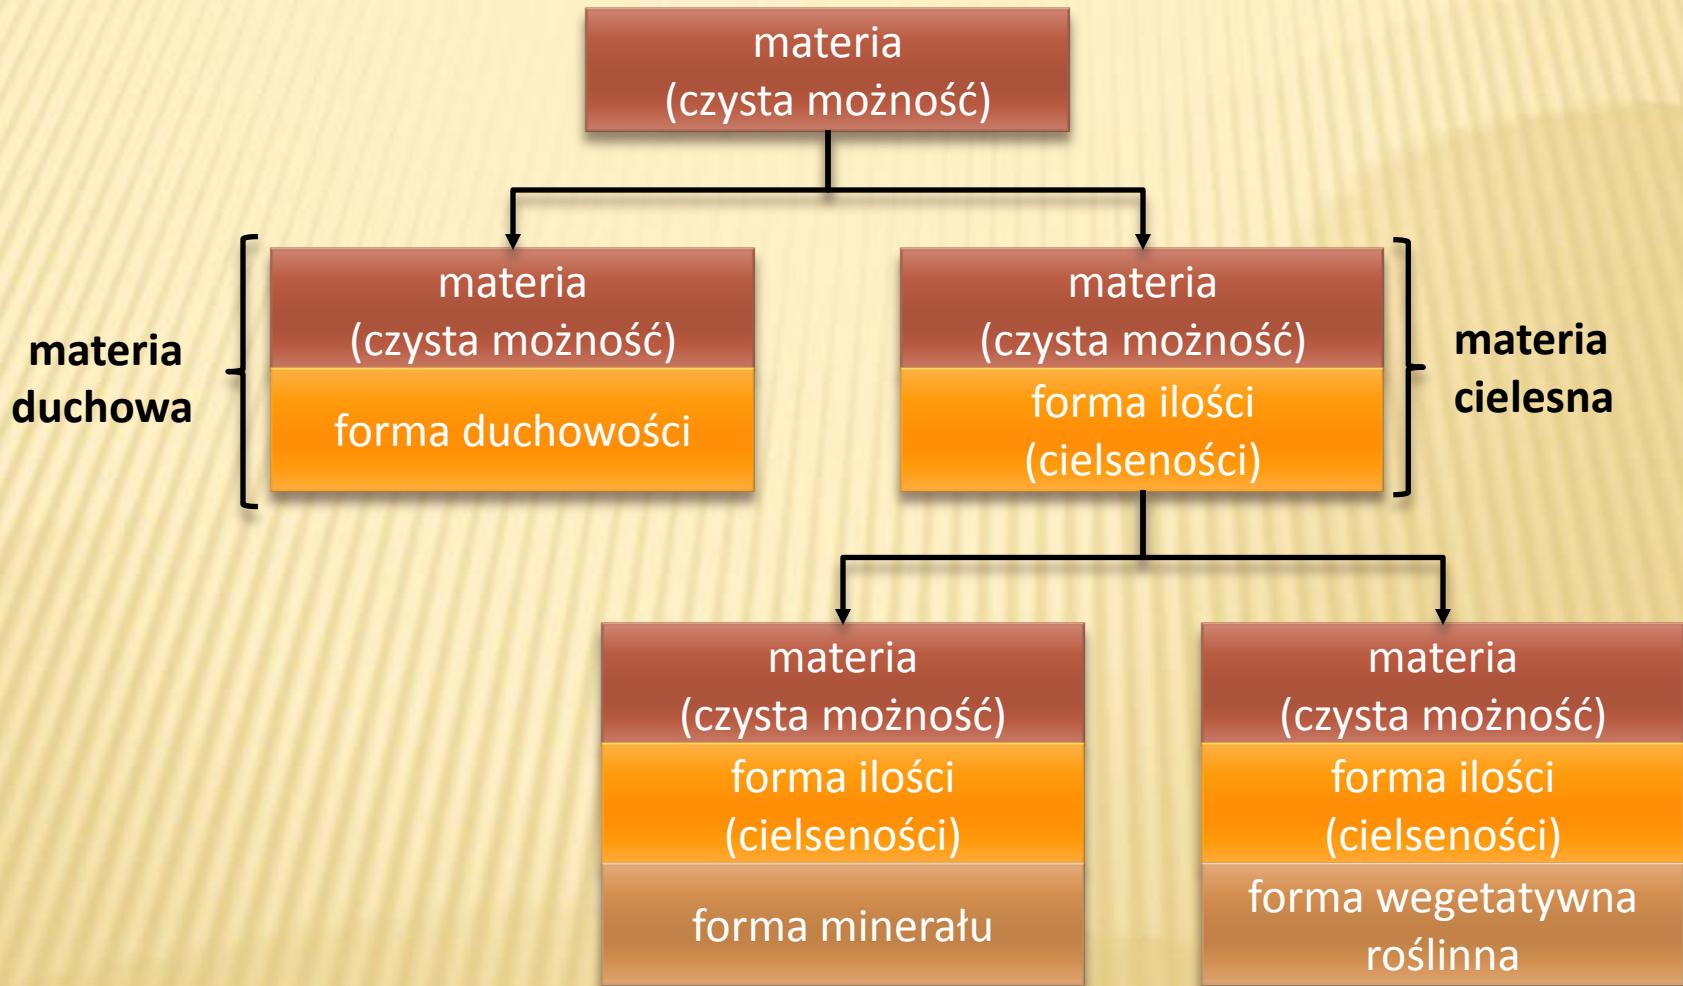 materia
(czysta możność)
materia
duchowa
materia
(czysta możność)
forma duchowości
materia
(czysta możność)
forma ilości
(cielseności)
materia
cielesna
materia
(czysta możność)
forma ilości
(cielseności)
forma minerału
materia
(czysta możność)
forma ilości
(cielseności)
forma wegetatywna
roślinna